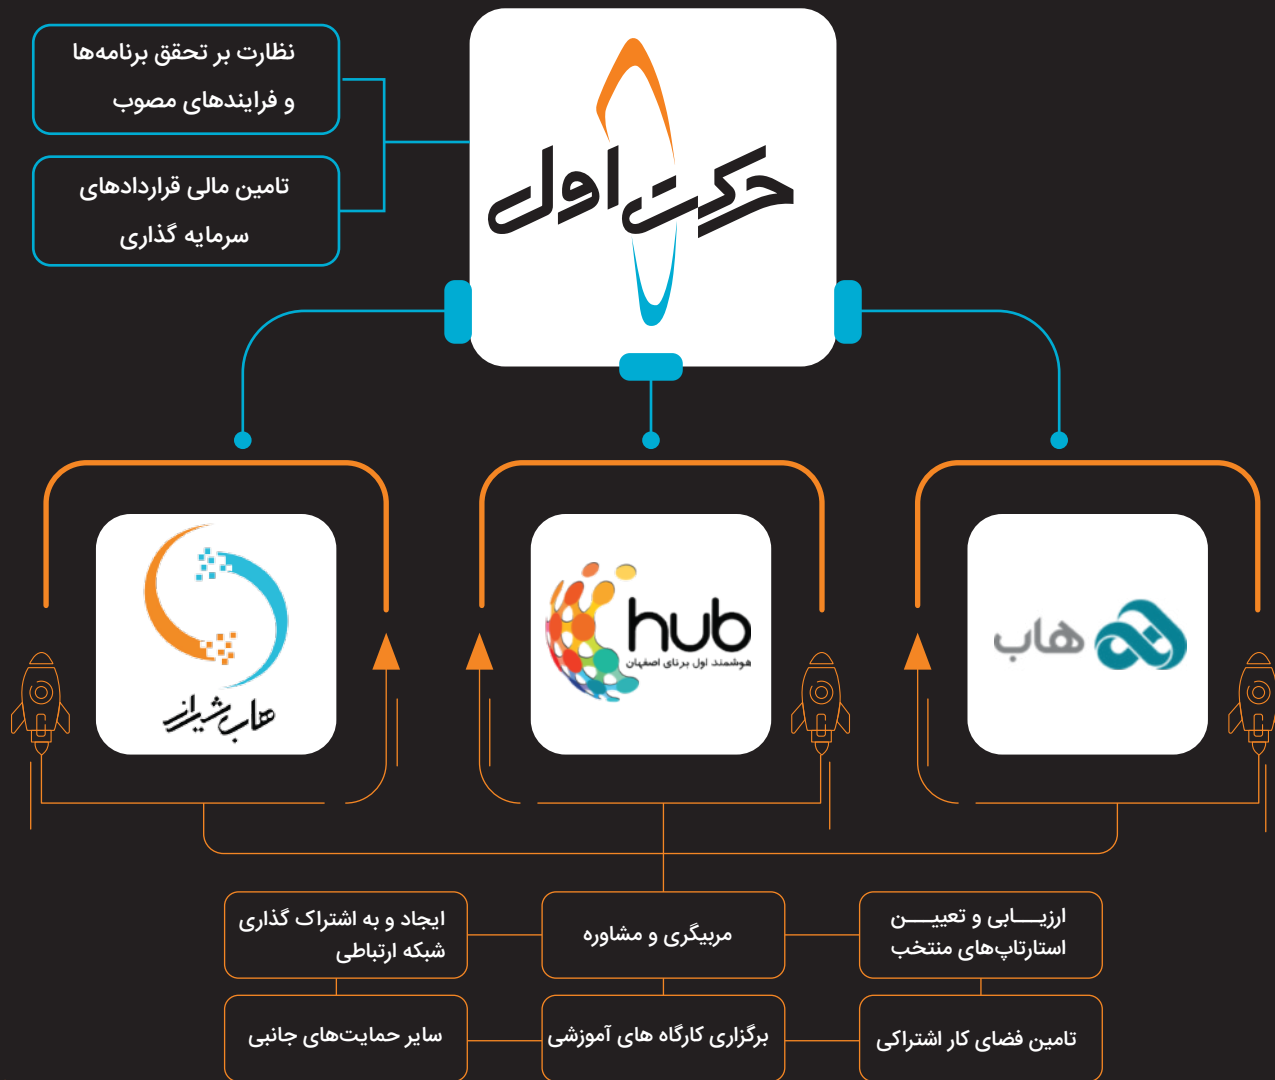 نظارت بر تحقق برنامه‌ها
و فرایندهای مصوب
تامین مالی قراردادهای
سرمایه گذاری
حرکت اول
هاب
hub
هوشمند اول برنای اصفهان
هاب شیراز
ارزیـــابی و تعییـــن
استارتاپ‌های منتخب
مربیگری و مشاوره
ایجاد و به اشتراک گذاری
شبکه ارتباطی
تامین فضای کار اشتراکی
برگزاری کارگاه های آموزشی
سایر حمایت‌های جانبی